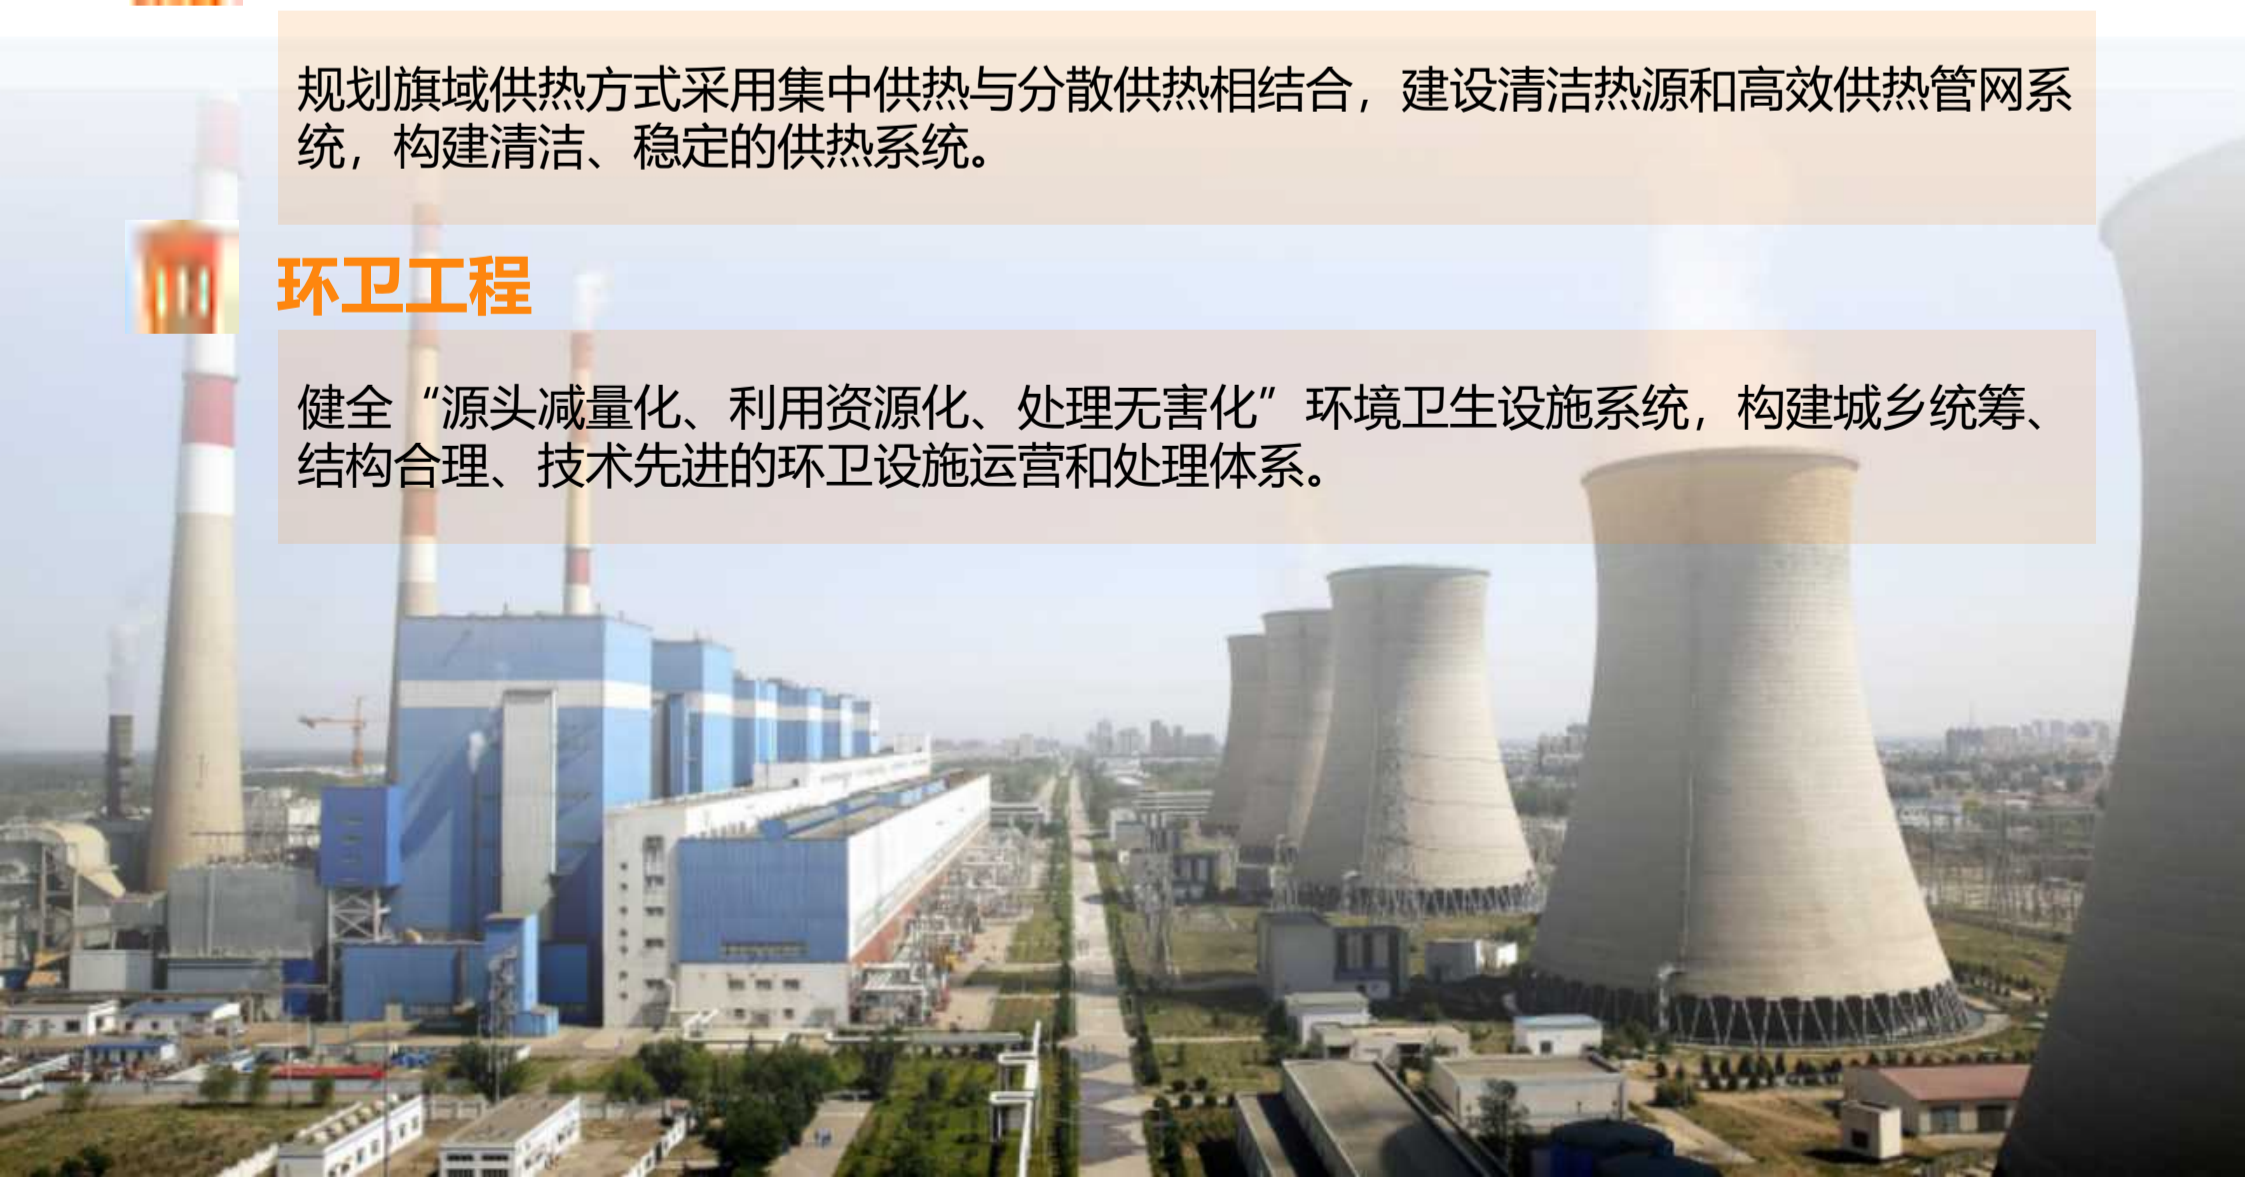 规划旗域供热方式采用集中供热与分散供热相结合，建设清洁热源和高效供热管网系
统，构建清洁、稳定的供热系统。
环卫工程
健全“源头减量化、利用资源化、处理无害化”环境卫生设施系统，构建城乡统筹、
结构合理、技术先进的环卫设施运营和处理体系。